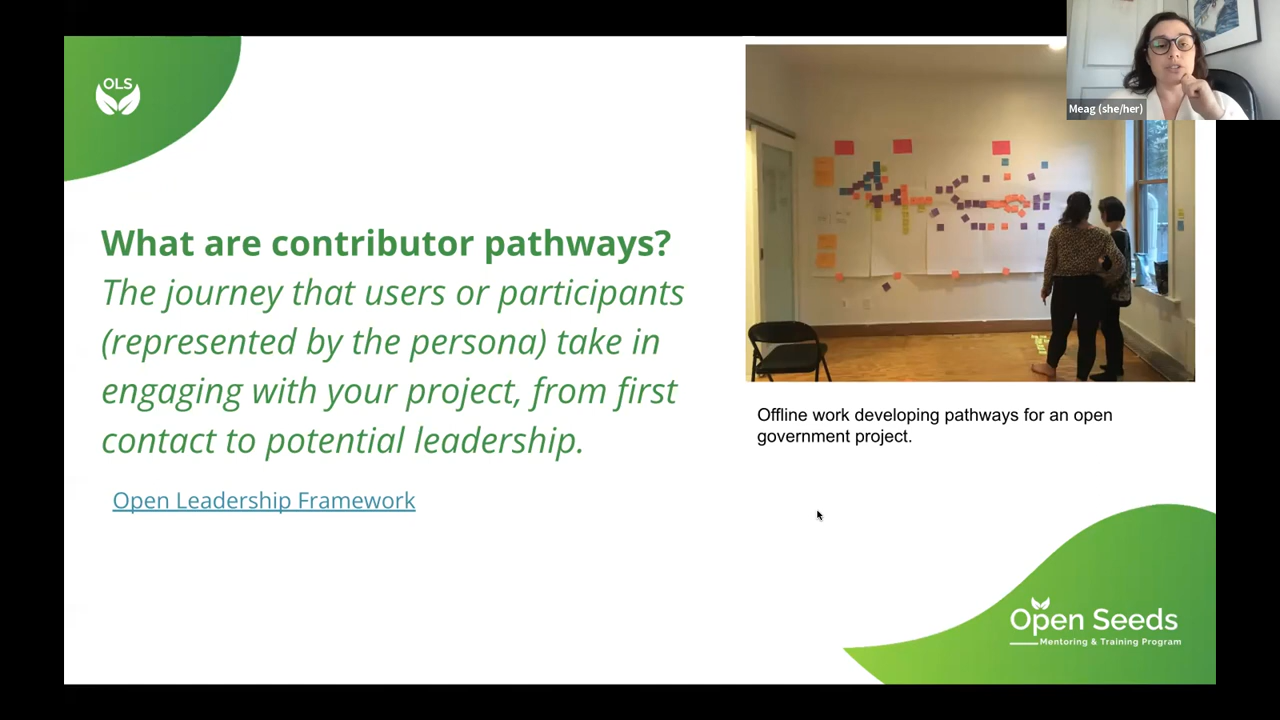 OLS
Meag (she/her)
What are contributor pathways?
The journey that users or participants
(represented by the persona) take in
engaging with your project, from first
contact to potential leadership.
Open Leadership Framework
Offline work developing pathways for an open
government project.
Open Seeds
Mentoring & Training Program